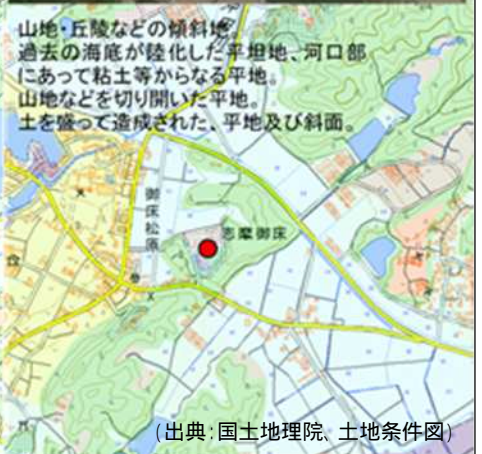 山地・丘陵などの傾斜地。
過去の海底が陸化した平坦地、河口部
にあって粘土等からなる平地。
山地などを切り開いた平地。
土を盛って造成された、平地及び斜面。
御床松原
志摩御床
(出典:国土地理院、土地条件図)